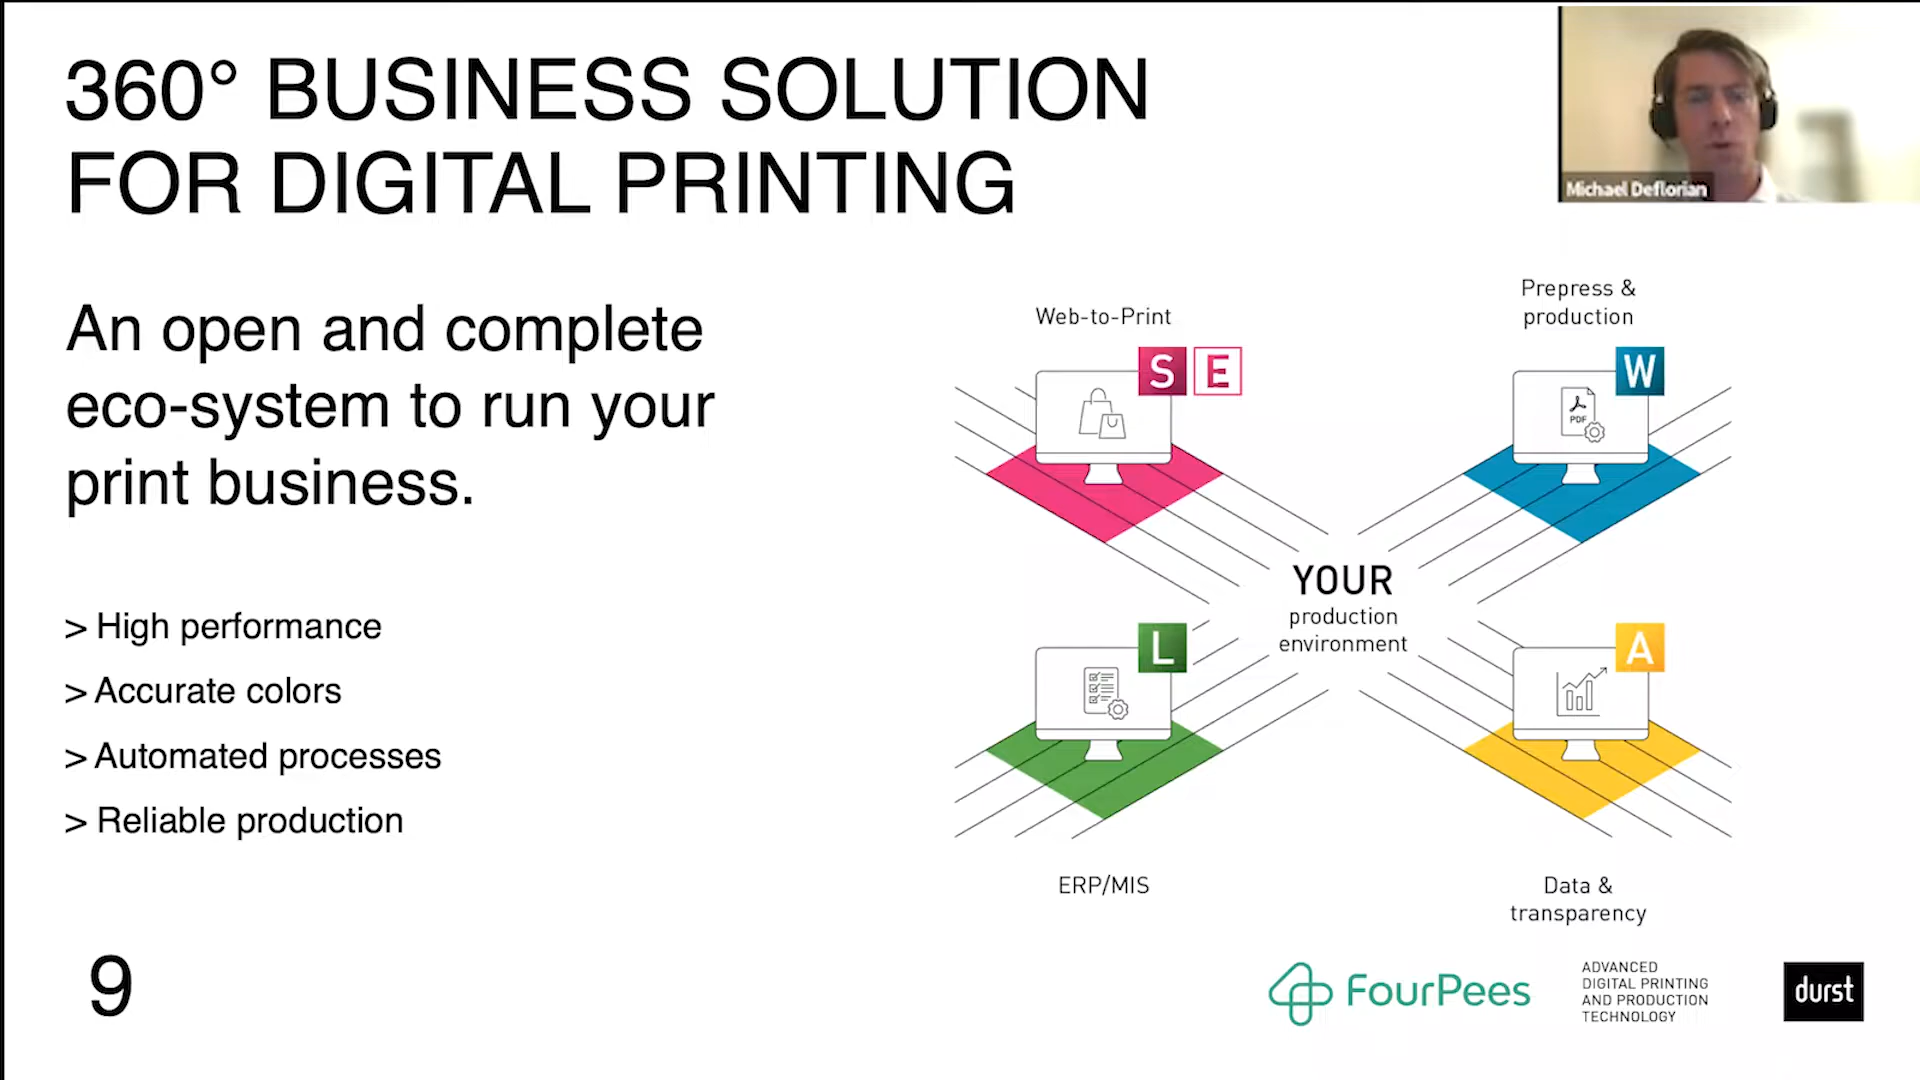 360° BUSINESS SOLUTION
FOR DIGITAL PRINTING
Michael Deflorian
An open and complete
eco-system to run your
print business.
> High performance
> Accurate colors
> Automated processes
> Reliable production
Web-to-Print
S E
Prepress &
production
W
PDF
YOUR
production
environment
L
ERP/MIS
A
Data &
transparency
9
FourPees
ADVANCED
DIGITAL PRINTING
AND PRODUCTION
TECHNOLOGY
durst